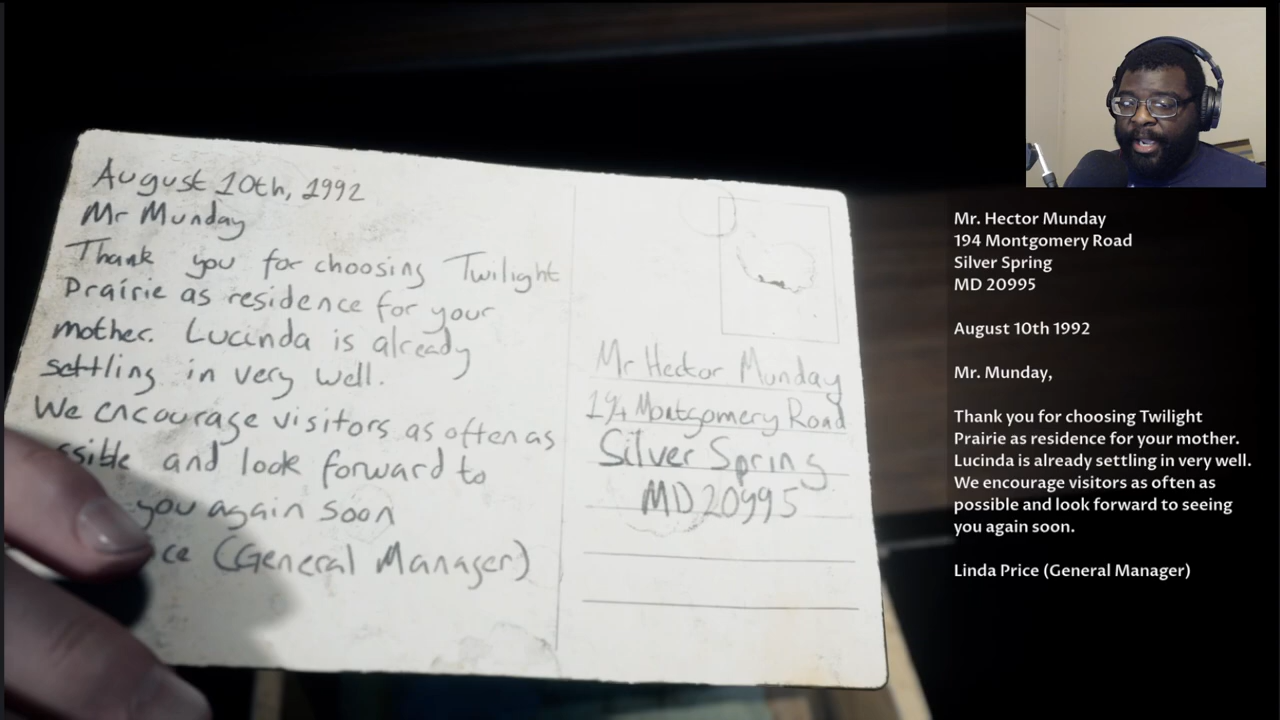 August 10th, 1992
Mr Munday
Thank you for choosing Twilight
Prairie as residence for your
mother. Lucinda is already
settling in very well.
We encourage visitors as often as
ssible and look forward to
you again soon
ce (General Manager)
Mr Hector Munday
194 Montgomery Road
Silver Spring
MD 20995
Mr. Hector Munday
194 Montgomery Road
Silver Spring
MD 20995
August 10th 1992
Mr. Munday,
Thank you for choosing Twilight
Prairie as residence for your mother.
Lucinda is already settling in very well.
We encourage visitors as often as
possible and look forward to seeing
you again soon.
Linda Price (General Manager)